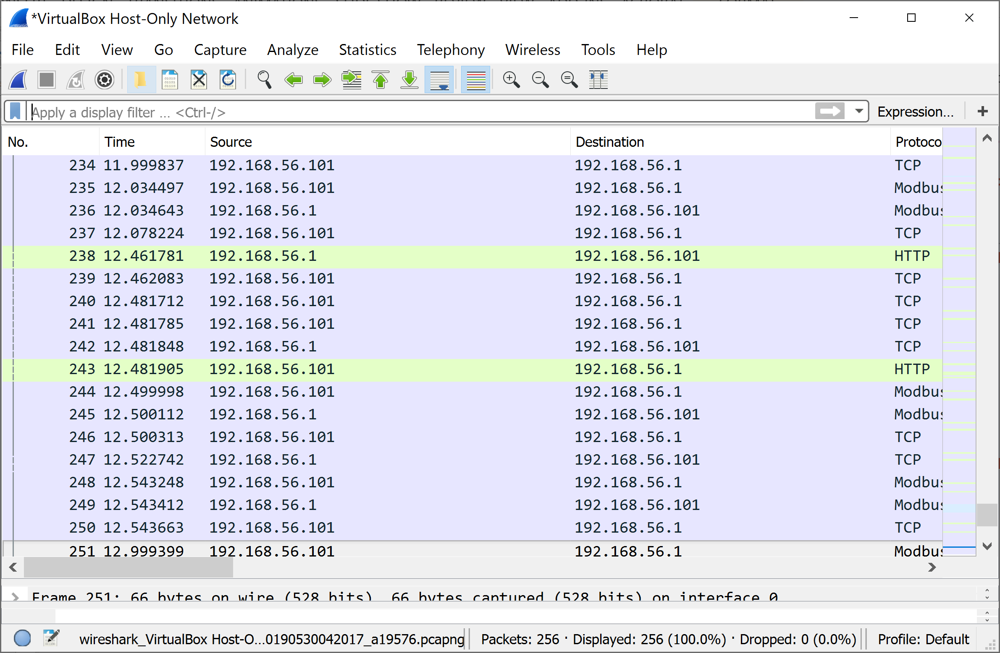 *VirtualBox Host-Only Network
File Edit View Go Capture Analyze Statistics Telephony Wireless Tools Help
Apply a display filter … <Ctrl-/> Expression…
No. Time Source Destination Protoco
234 11.999837 192.168.56.101 192.168.56.1 TCP
235 12.034497 192.168.56.101 192.168.56.1 Modbus
236 12.034643 192.168.56.1 192.168.56.101 Modbus
237 12.078224 192.168.56.101 192.168.56.1 TCP
238 12.461781 192.168.56.1 192.168.56.101 HTTP
239 12.462083 192.168.56.101 192.168.56.1 TCP
240 12.481712 192.168.56.101 192.168.56.1 TCP
241 12.481785 192.168.56.101 192.168.56.1 TCP
242 12.481848 192.168.56.1 192.168.56.101 TCP
243 12.481905 192.168.56.101 192.168.56.1 HTTP
244 12.499998 192.168.56.101 192.168.56.1 Modbus
245 12.500112 192.168.56.1 192.168.56.101 Modbus
246 12.500313 192.168.56.101 192.168.56.1 TCP
247 12.522742 192.168.56.1 192.168.56.101 TCP
248 12.543248 192.168.56.101 192.168.56.1 Modbus
249 12.543412 192.168.56.1 192.168.56.101 Modbus
250 12.543663 192.168.56.101 192.168.56.1 TCP
251 12.999399 192.168.56.101 192.168.56.1 Modbus
Frame 251: 66 bytes on wire (528 bits), 66 bytes captured (528 bits) on interface 0
wireshark_VirtualBox Host-O…0190530042017_a19576.pcapng Packets: 256 · Displayed: 256 (100.0%) · Dropped: 0 (0.0%) Profile: Default